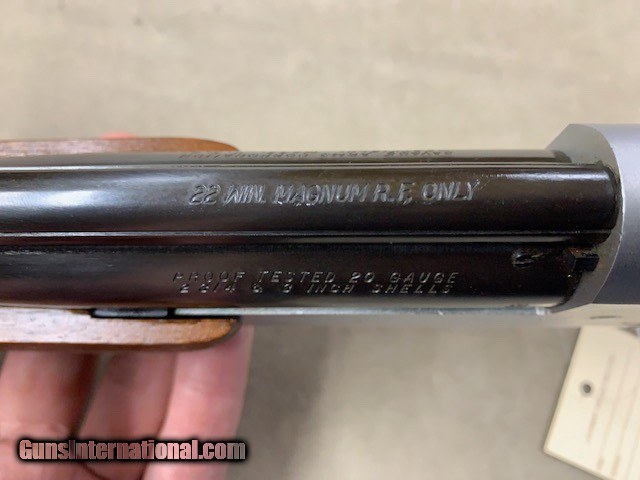 22 WIN. MAGNUM R.F. ONLY
PROOF TESTED 20 GAUGE
2 3/4 & 3 INCH SHELLS
GunsInternational.com